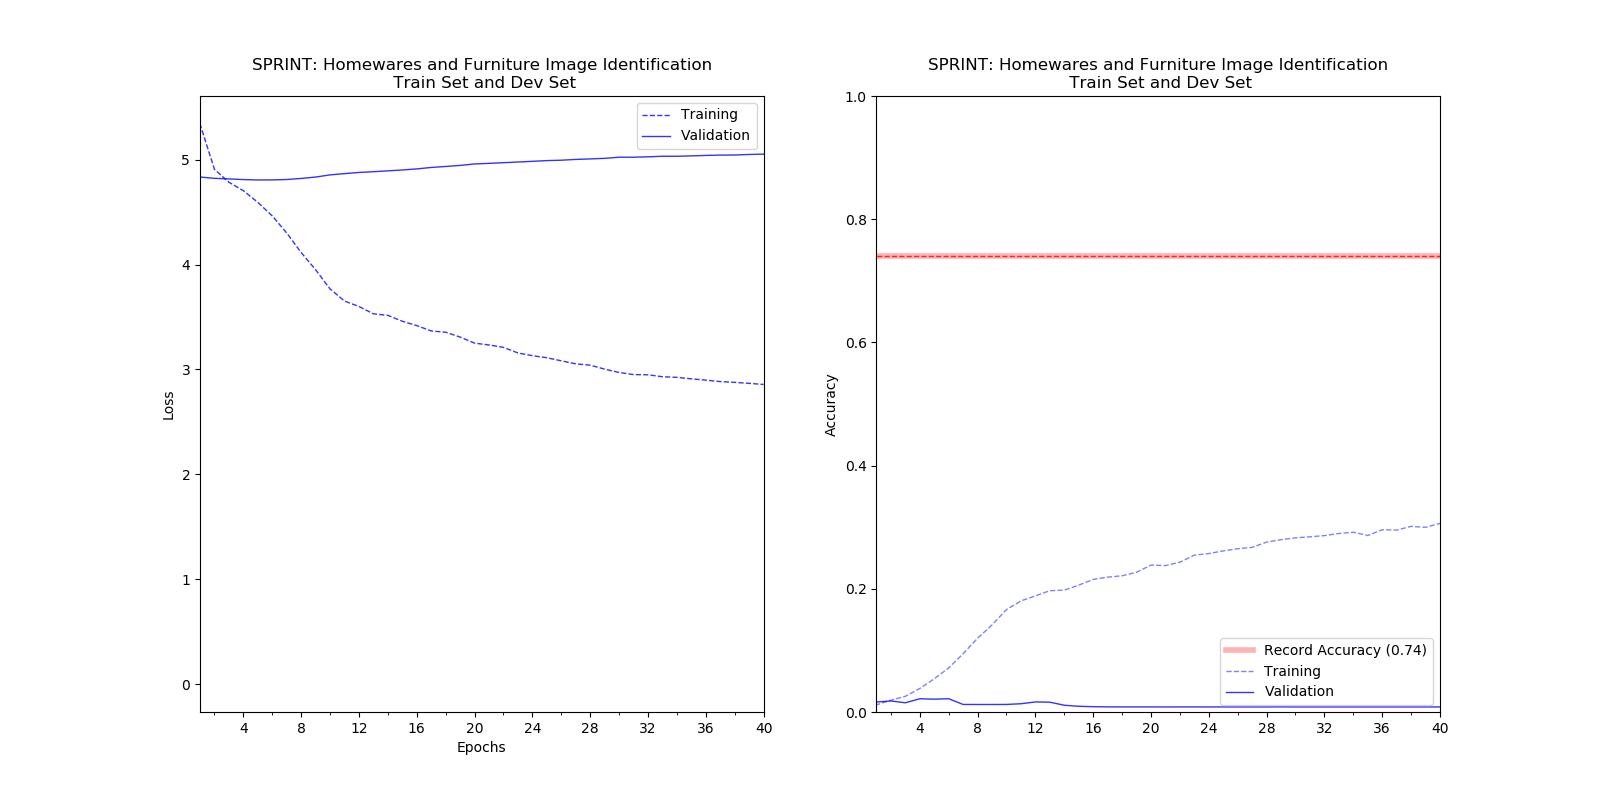 SPRINT: Homewares and Furniture Image Identification
Train Set and Dev Set
Training
Validation
5
4
3
2
1
0
Loss
4 8 12 16 20 24 28 32 36 40
Epochs
SPRINT: Homewares and Furniture Image Identification
Train Set and Dev Set
1.0
0.8
0.6
0.4
0.2
0.0
Accuracy
Record Accuracy (0.74)
Training
Validation
4 8 12 16 20 24 28 32 36 40